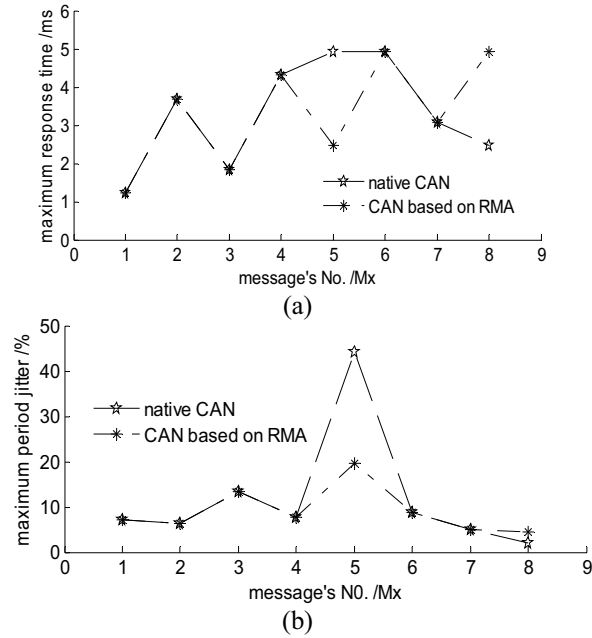 maximum response time /ms
6
5
4
3
2
1
0
native CAN
CAN based on RMA
0 1 2 3 4 5 6 7 8 9
message's No. /Mx
(a)
maximum period jitter /%
50
40
30
20
10
0
native CAN
CAN based on RMA
0 1 2 3 4 5 6 7 8 9
message's N0. /Mx
(b)